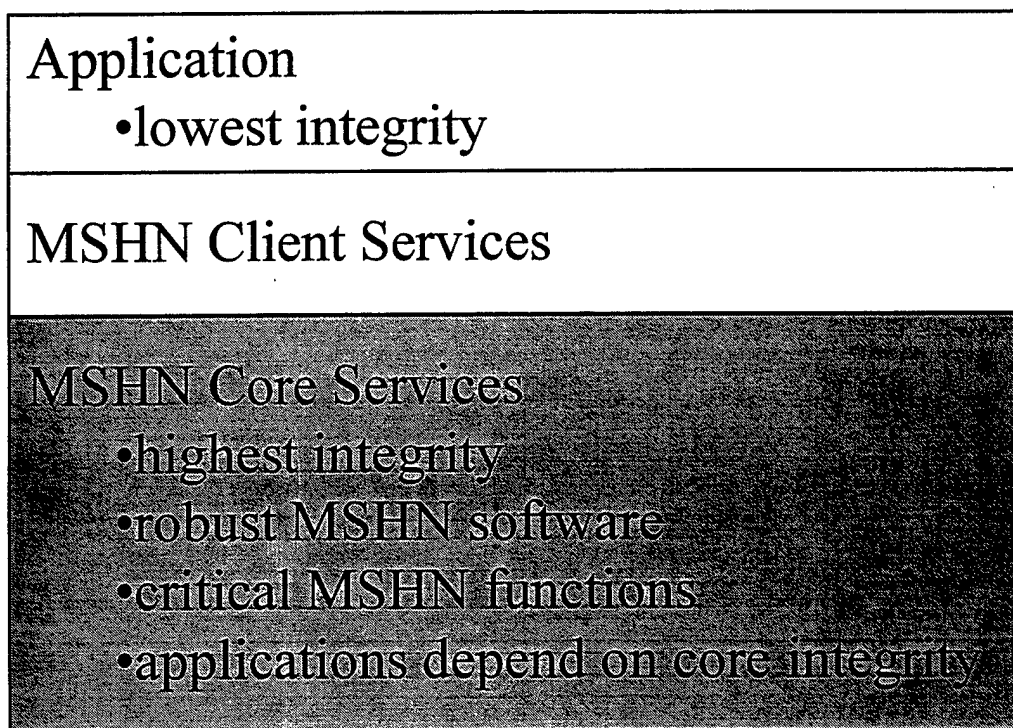 Application
•lowest integrity
MSHN Client Services
MSHN Core Services
•highest integrity
•robust MSHN software
•critical MSHN functions
•applications depend on core integrity